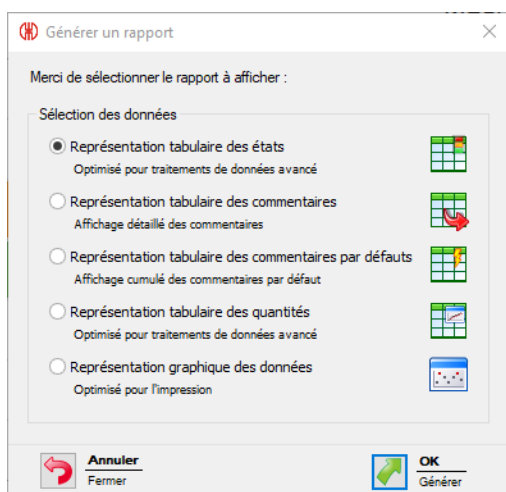 Générer un rapport
Merci de sélectionner le rapport à afficher :
Sélection des données
Représentation tabulaire des états
Optimisé pour traitements de données avancé
Représentation tabulaire des commentaires
Affichage détaillé des commentaires
Représentation tabulaire des commentaires par défauts
Affichage cumulé des commentaires par défaut
Représentation tabulaire des quantités
Optimisé pour traitements de données avancé
Représentation graphique des données
Optimisé pour l'impression
Annuler
Fermer
OK
Générer